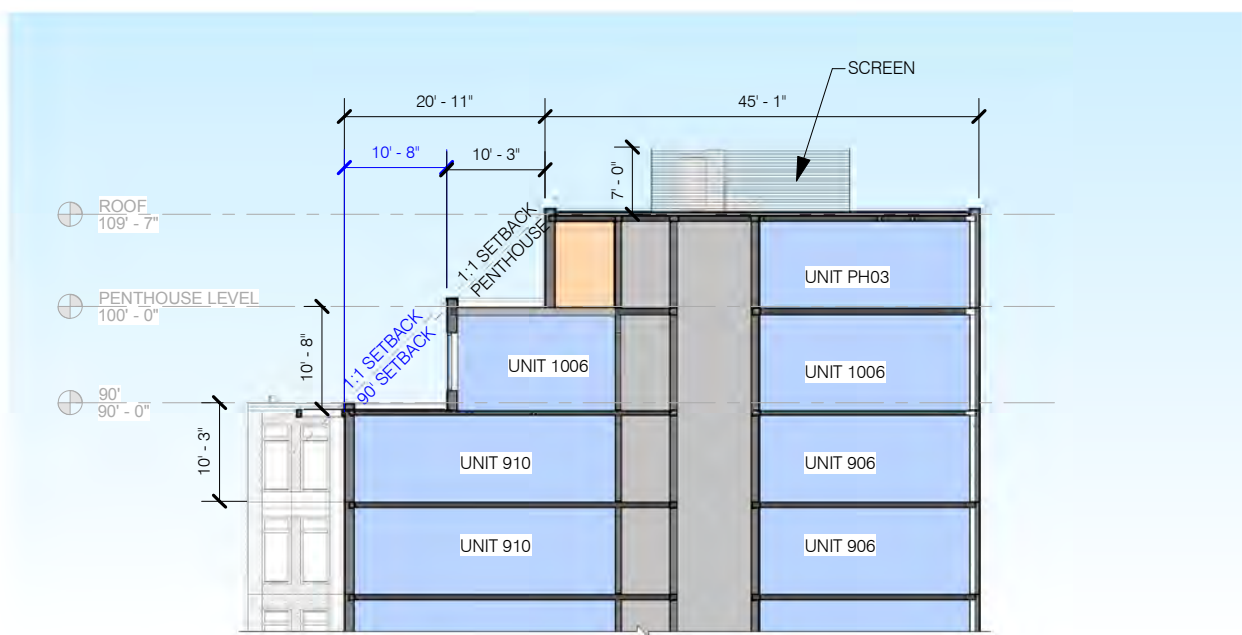 SCREEN
20' - 11"
45' - 1"
10' - 8"
10' - 3"
7' - 0"
ROOF
109' - 7"
1:1 SETBACK
PENTHOUSE
UNIT PH03
PENTHOUSE LEVEL
100' - 0"
10' - 8"
1:1 SETBACK
90' SETBACK
UNIT 1006
UNIT 1006
90'
90' - 0"
10' - 3"
UNIT 910
UNIT 906
UNIT 910
UNIT 906